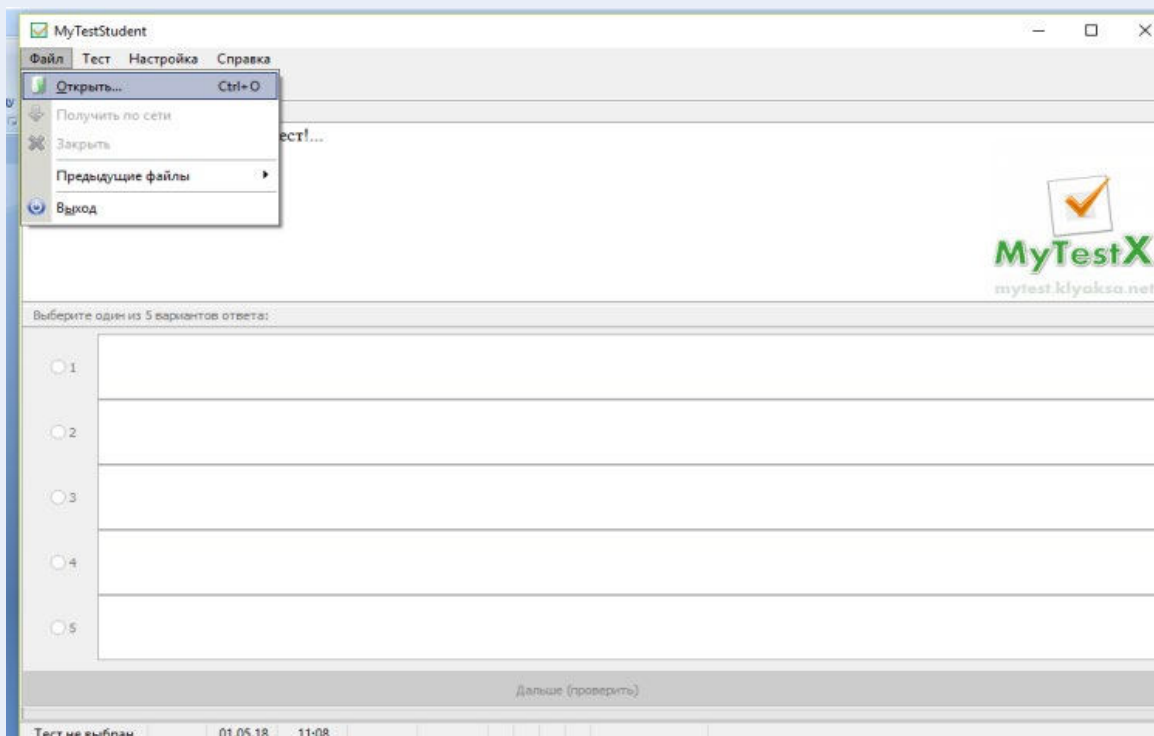 MyTestStudent
Файл Тест Настройка Справка
Открыть... Ctrl+O
Получить по сети
Закрыть
ест!...
Предыдущие файлы
Выход
MyTestX
mytest.klyaksa.net
Выберите один из 5 вариантов ответа:
1
2
3
4
5
Дальше (проверить)
Тест не выбран 01.05.18 11:08